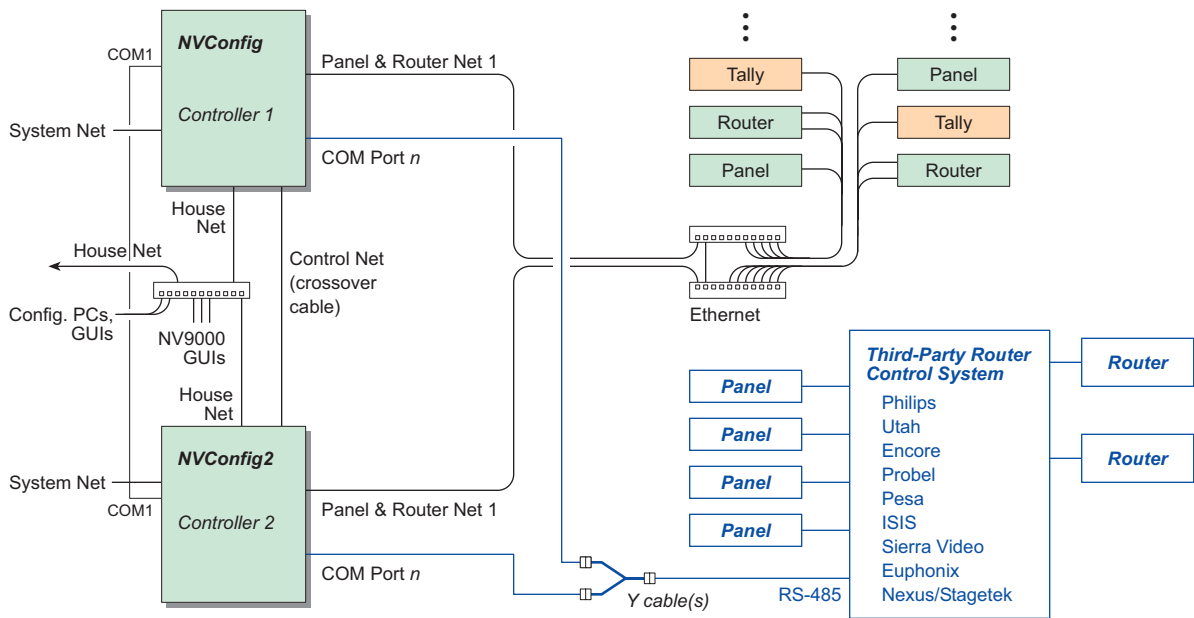 NVConfig
COM1
Panel & Router Net 1
Controller 1
System Net
COM Port n
House
Net
House Net
Control Net
(crossover
cable)
Config. PCs,
GUIs
NV9000
GUIs
House
Net
NVConfig2
System Net
COM1
Panel & Router Net 1
Controller 2
COM Port n
Y cable(s)
RS-485
Tally
Router
Panel
Panel
Tally
Router
Ethernet
Panel
Panel
Panel
Panel
Third-Party Router
Control System
Philips
Utah
Encore
Probel
Pesa
ISIS
Sierra Video
Euphonix
Nexus/Stagetek
Router
Router